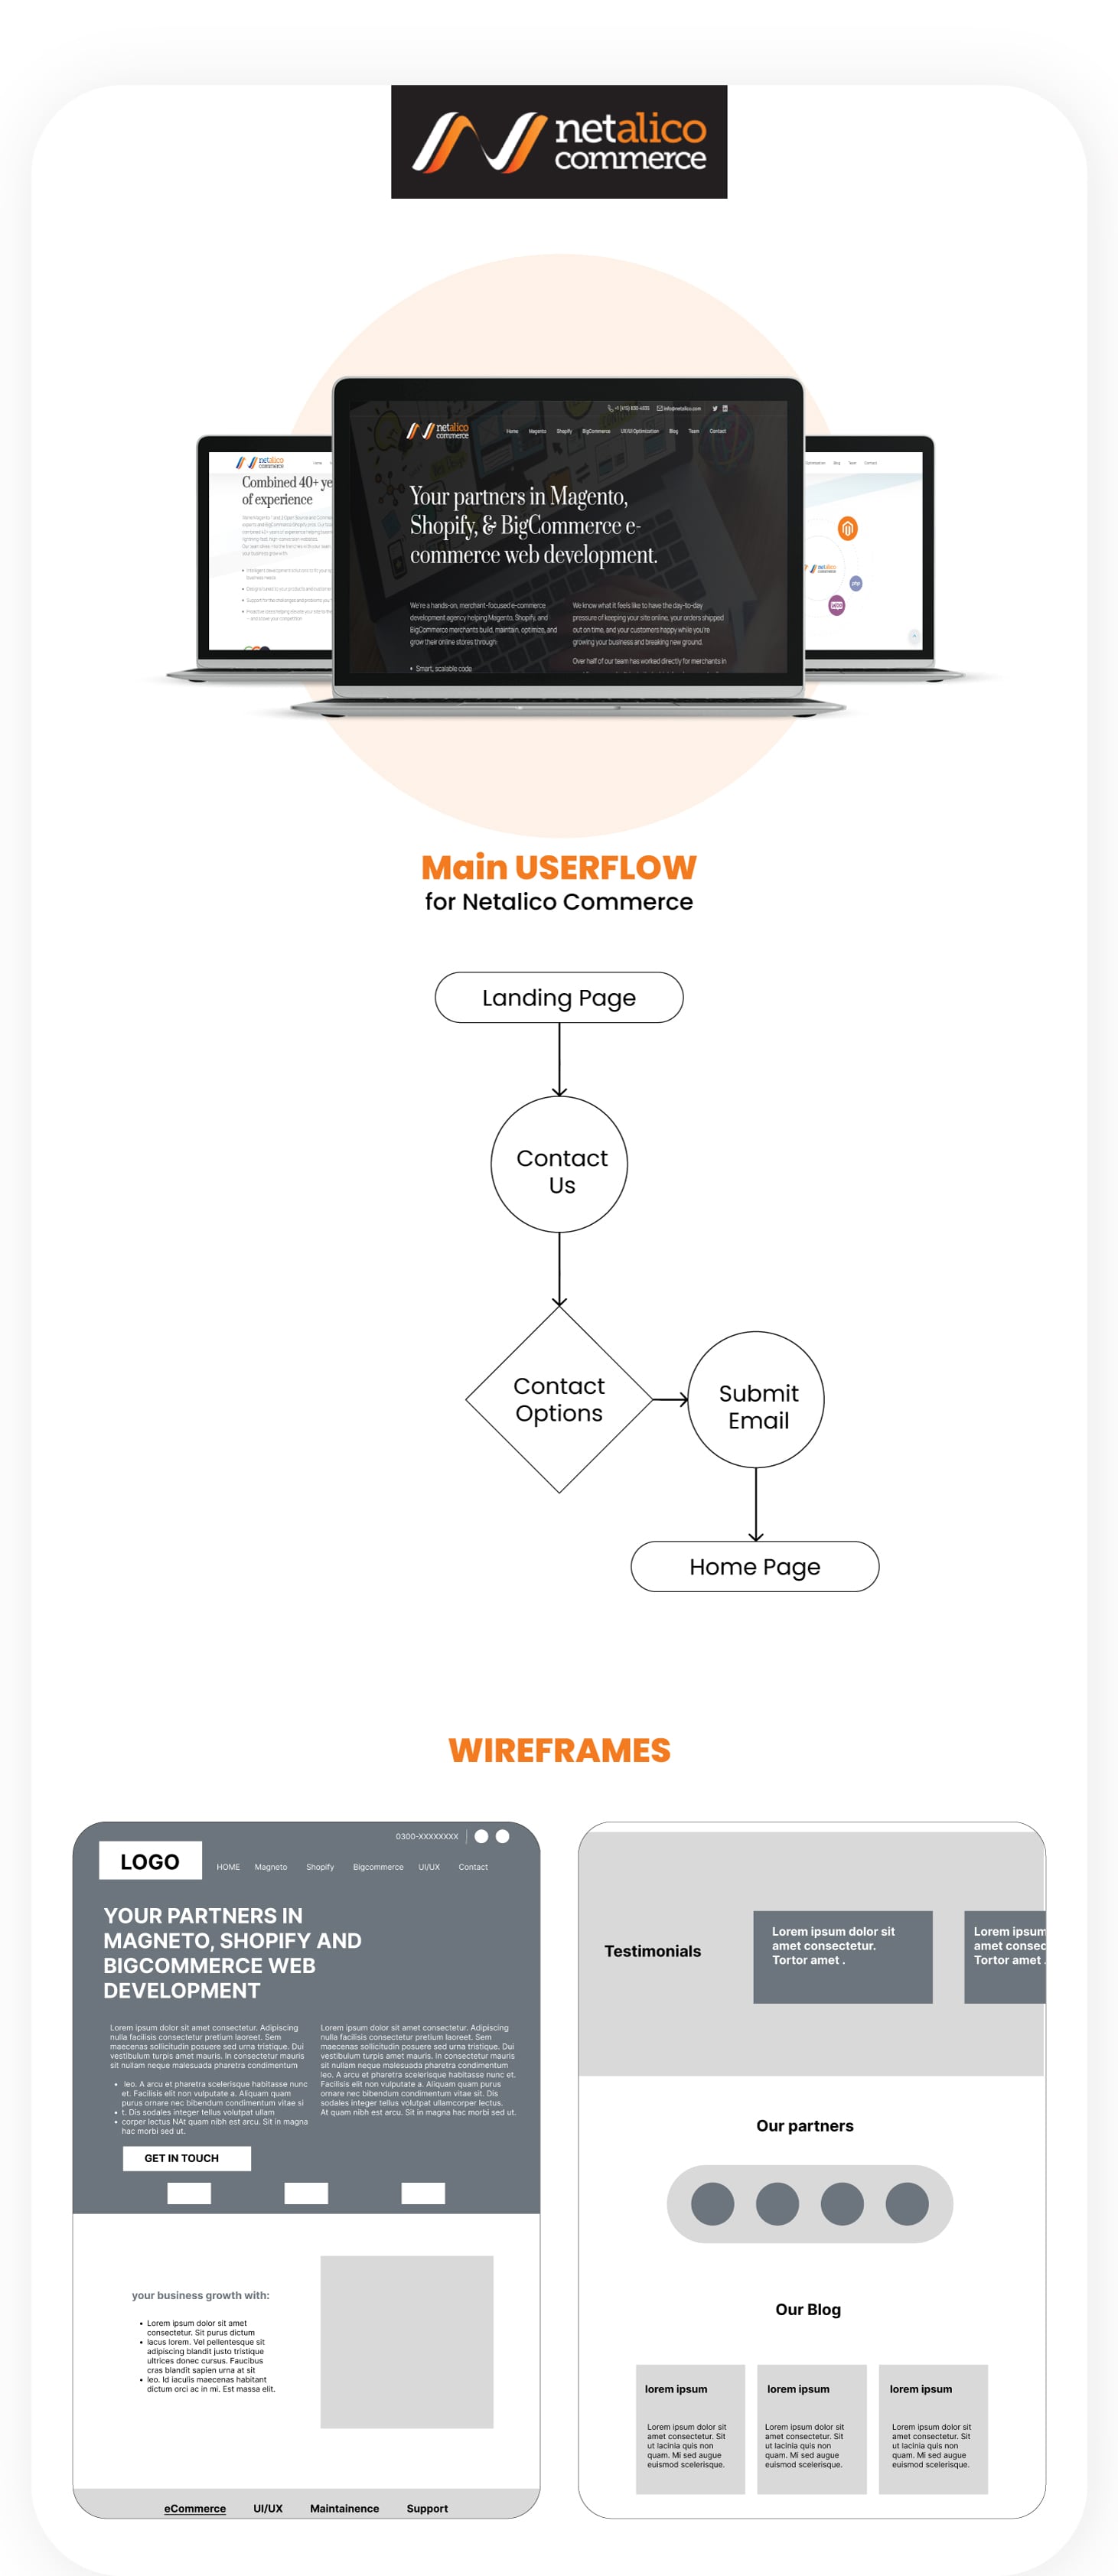 netalico
commerce
netalico
commerce
Home
Combined 40+ ye
of experience
+1 (415) 830-4935
info@netalico.com
netalico
commerce
Home Magento Shopify BigCommerce UX/UI Optimization Blog Team Contact
Your partners in Magento,
Shopify, & BigCommerce e-
commerce web development.
We're a hands-on, merchant-focused e-commerce
development agency helping Magento, Shopify, and
BigCommerce merchants build, maintain, optimize, and
grow their online stores through:
• Smart, scalable code
We know what it feels like to have the day-to-day
pressure of keeping your site online, your orders shipped
out on time, and your customers happy while you're
growing your business and breaking new ground.
Over half of our team has worked directly for merchants in
Blog Team Contact
php
woo
Main USERFLOW
for Netalico Commerce
Landing Page
Contact
Us
Contact
Options
Submit
Email
Home Page
WIREFRAMES
0300-XXXXXXXX
LOGO
HOME Magneto Shopify Bigcommerce UI/UX Contact
YOUR PARTNERS IN
MAGNETO, SHOPIFY AND
BIGCOMMERCE WEB
DEVELOPMENT
Lorem ipsum dolor sit amet consectetur. Adipiscing
nulla facilisis consectetur pretium laoreet. Sem
maecenas sollicitudin posuere sed urna tristique. Dui
vestibulum turpis amet mauris. In consectetur mauris
sit nullam neque malesuada pharetra condimentum
• leo. A arcu et pharetra scelerisque habitasse nunc
et. Facilisis elit non vulputate a. Aliquam quam
purus ornare nec bibendum condimentum vitae si
• t. Dis sodales integer tellus volutpat ullam
• corper lectus NAt quam nibh est arcu. Sit in magna
hac morbi sed ut.
Lorem ipsum dolor sit amet consectetur. Adipiscing
nulla facilisis consectetur pretium laoreet. Sem
maecenas sollicitudin posuere sed urna tristique. Dui
vestibulum turpis amet mauris. In consectetur mauris
sit nullam neque malesuada pharetra condimentum
leo. A arcu et pharetra scelerisque habitasse nunc et.
Facilisis elit non vulputate a. Aliquam quam purus
ornare nec bibendum condimentum vitae sit. Dis
sodales integer tellus volutpat ullamcorper lectus.
At quam nibh est arcu. Sit in magna hac morbi sed ut.
GET IN TOUCH
your business growth with:
• Lorem ipsum dolor sit amet
consectetur. Sit purus dictum
• lacus lorem. Vel pellentesque sit
adipiscing blandit justo tristique
ultrices donec cursus. Faucibus
cras blandit sapien urna at sit
• leo. Id iaculis maecenas habitant
dictum orci ac in mi. Est massa elit.
eCommerce UI/UX Maintainence Support
Testimonials
Lorem ipsum dolor sit
amet consectetur.
Tortor amet .
Lorem ipsum
amet consec
Tortor amet .
Our partners
Our Blog
lorem ipsum
Lorem ipsum dolor sit
amet consectetur. Sit
ut lacinia quis non
quam. Mi sed augue
euismod scelerisque.
lorem ipsum
Lorem ipsum dolor sit
amet consectetur. Sit
ut lacinia quis non
quam. Mi sed augue
euismod scelerisque.
lorem ipsum
Lorem ipsum dolor sit
amet consectetur. Sit
ut lacinia quis non
quam. Mi sed augue
euismod scelerisque.